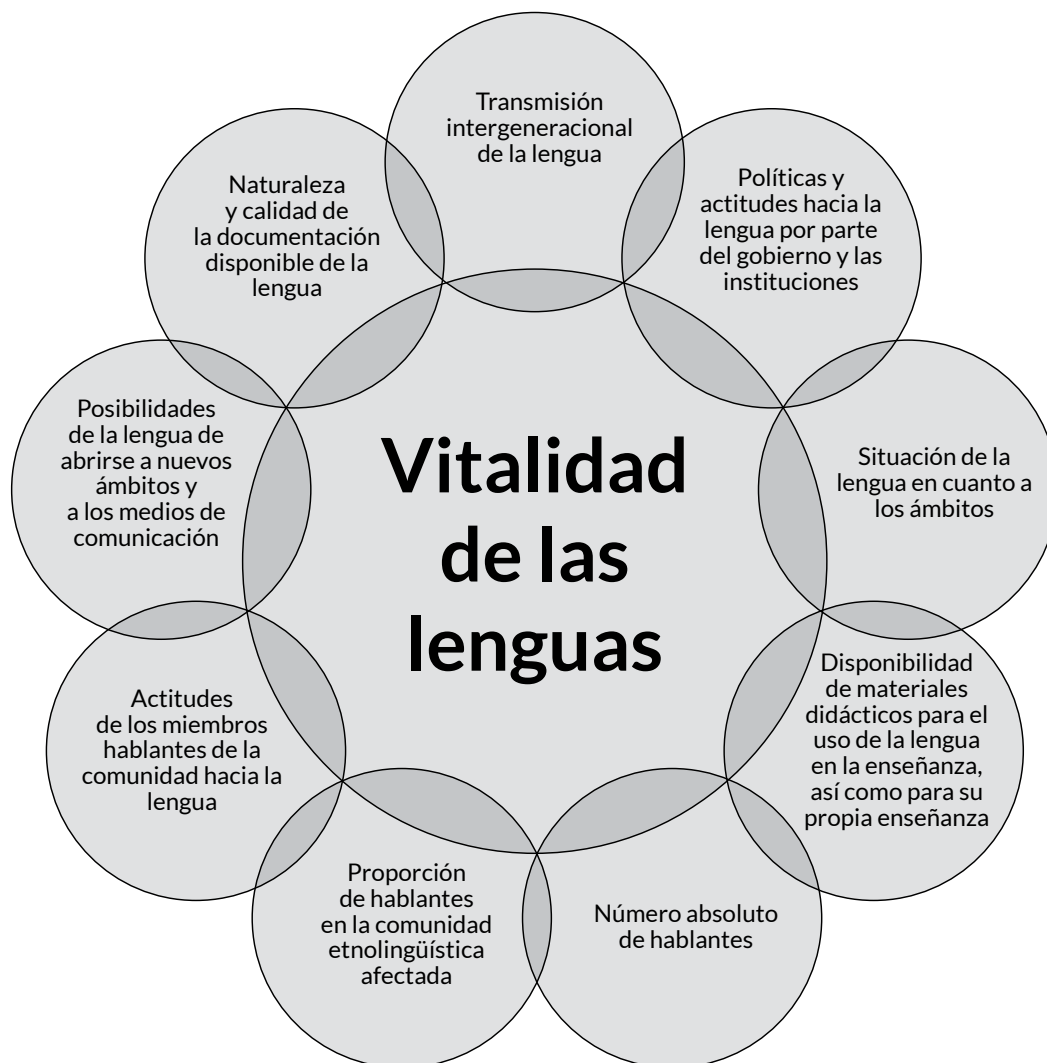 Transmisión
intergeneracional
de la lengua
Políticas y
actitudes hacia la
lengua por parte
del gobierno y las
instituciones
Situación de la
lengua en cuanto a
los ámbitos
Disponibilidad
de materiales
didácticos para el
uso de la lengua
en la enseñanza,
así como para su
propia enseñanza
Número absoluto
de hablantes
Proporción
de hablantes
en la comunidad
etnolingüística
afectada
Actitudes
de los miembros
hablantes de la
comunidad hacia la
lengua
Posibilidades
de la lengua de
abrirse a nuevos
ámbitos y
a los medios de
comunicación
Naturaleza
y calidad de
la documentación
disponible de la
lengua
Vitalidad
de las
lenguas